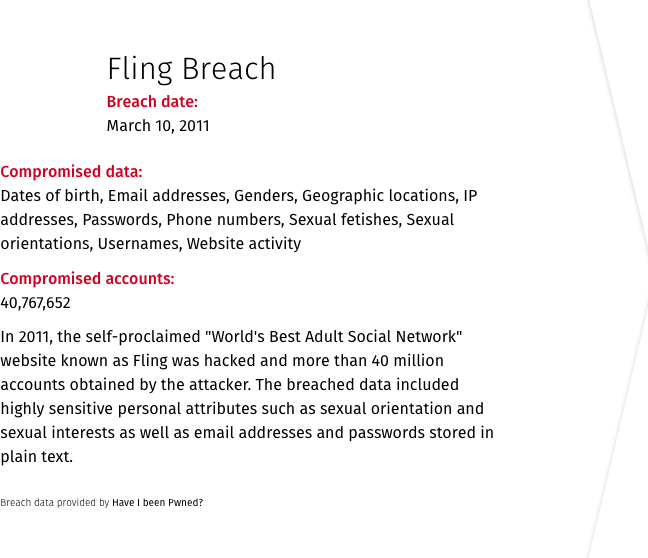 Fling Breach
Breach date:
March 10, 2011
Compromised data:
Dates of birth, Email addresses, Genders, Geographic locations, IP
addresses, Passwords, Phone numbers, Sexual fetishes, Sexual
orientations, Usernames, Website activity
Compromised accounts:
40,767,652
In 2011, the self-proclaimed "World's Best Adult Social Network"
website known as Fling was hacked and more than 40 million
accounts obtained by the attacker. The breached data included
highly sensitive personal attributes such as sexual orientation and
sexual interests as well as email addresses and passwords stored in
plain text.
Breach data provided by Have I been Pwned?